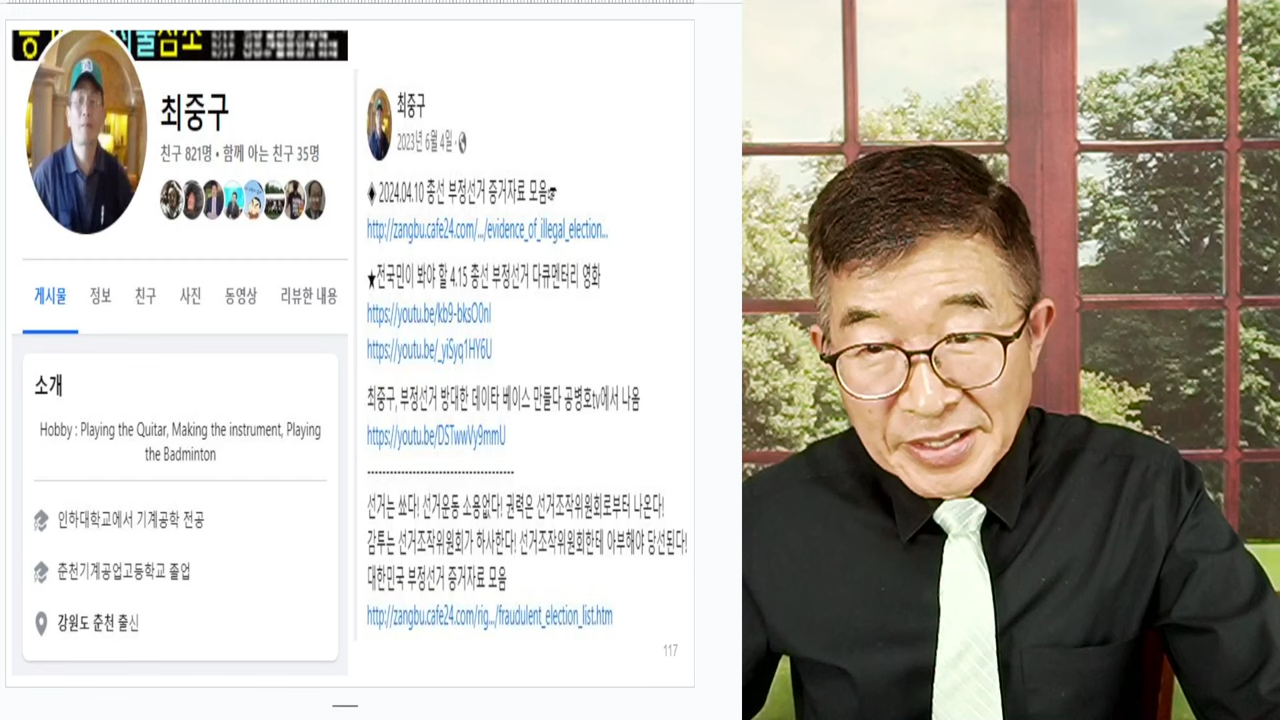 최중구
친구 821명 • 함께 아는 친구 35명
게시물 정보 친구 사진 동영상 리뷰한 내용
소개
Hobby : Playing the Quitar, Making the instrument, Playing
the Badminton
인하대학교에서 기계공학 전공
춘천기계공업고등학교 졸업
강원도 춘천 출신
최중구
2023년 6월 4일 ·
♦ 2024.04.10 총선 부정선거 증거자료 모음
http://zangbu.cafe24.com/.../evidence_of_illegal_election...
★전국민이 봐야 할 4.15 총선 부정선거 다큐멘터리 영화
https://youtu.be/kb9-bksO0nI
https://youtu.be/_yiSyq1HY6U
최중구, 부정선거 방대한 데이타 베이스 만들다 공병호tv에서 나옴
https://youtu.be/DSTwwVy9mmU
---------------------------------------
선거는 쑈다! 선거운동 소용없다! 권력은 선거조작위원회로부터 나온다!
감투는 선거조작위원회가 하사한다! 선거조작위원회한테 아부해야 당선된다!
대한민국 부정선거 증거자료 모음
http://zangbu.cafe24.com/rig.../fraudulent_election_list.htm
117